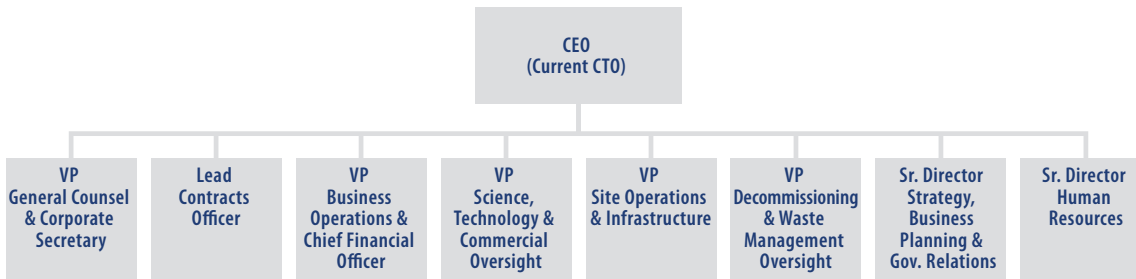 CEO
(Current CTO)
VP
General Counsel
& Corporate
Secretary
Lead
Contracts
Officer
VP
Business
Operations &
Chief Financial
Officer
VP
Science,
Technology &
Commercial
Oversight
VP
Site Operations
& Infrastructure
VP
Decommissioning
& Waste
Management
Oversight
Sr. Director
Strategy,
Business
Planning &
Gov. Relations
Sr. Director
Human
Resources